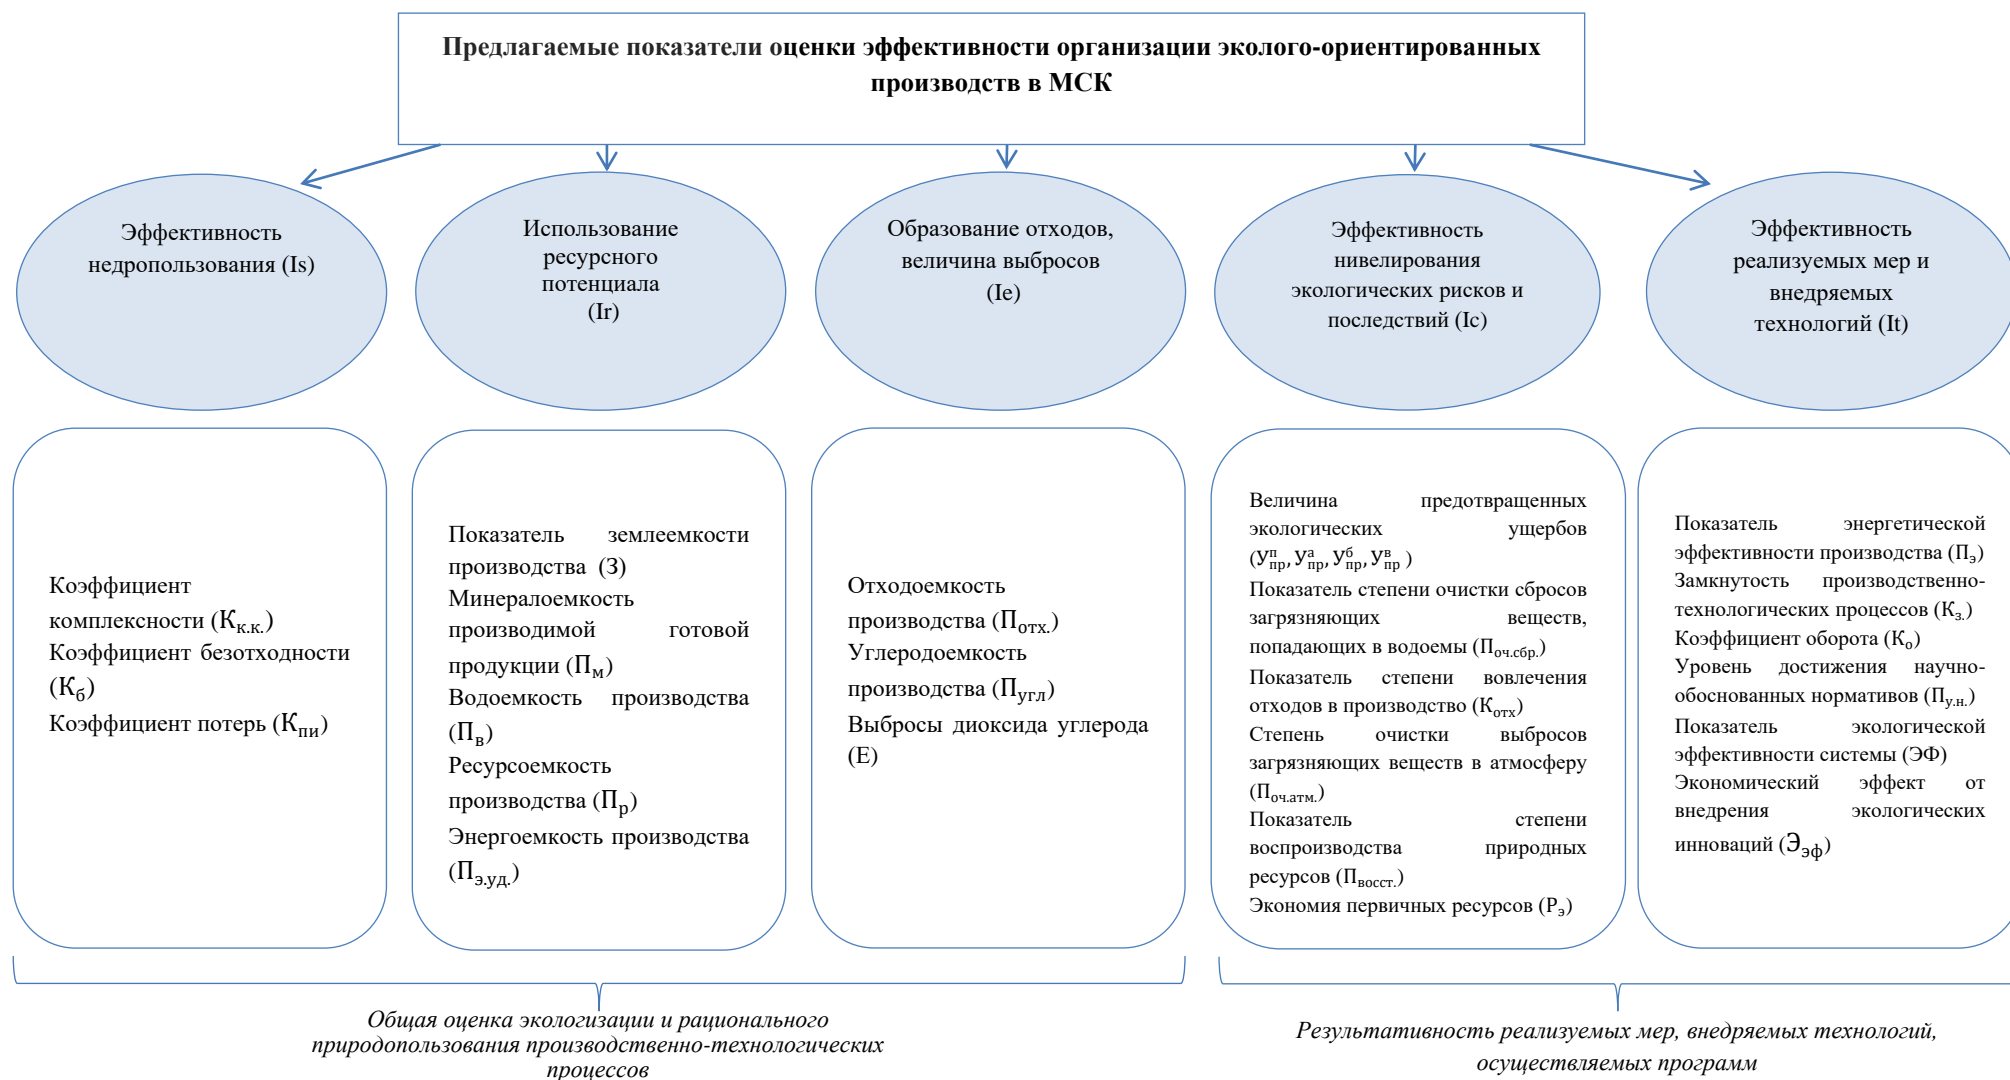 Предлагаемые показатели оценки эффективности организации эколого-ориентированных
производств в МСК
Эффективность
недропользования (Is)
Использование
ресурсного
потенциала
(Ir)
Образование отходов,
величина выбросов
(Ie)
Эффективность
нивелирования
экологических рисков и
последствий (Ic)
Эффективность
реализуемых мер и
внедряемых
технологий (It)
Коэффициент
комплексности (Кк.к.)
Коэффициент безотходности
(Кб)
Коэффициент потерь (Кпи)
Показатель землеемкости
производства (З)
Минералоемкость
производимой готовой
продукции (Пм)
Водоемкость производства
(Пв)
Ресурсоемкость
производства (Пр)
Энергоемкость производства
(Пэ.уд.)
Отходоемкость
производства (Потх.)
Углеродоемкость
производства (Пугл)
Выбросы диоксида углерода
(Е)
Величина предотвращенных
экологических ущербов
(Упр^п, Упр^а, Упр^б, Упр^в )
Показатель степени очистки сбросов
загрязняющих веществ,
попадающих в водоемы (Поч.сбр.)
Показатель степени вовлечения
отходов в производство (Котх)
Степень очистки выбросов
загрязняющих веществ в атмосферу
(Поч.атм.)
Показатель степени
воспроизводства природных
ресурсов (Пвосст.)
Экономия первичных ресурсов (Рэ)
Показатель энергетической
эффективности производства (Пэ)
Замкнутость производственно-
технологических процессов (Кз.)
Коэффициент оборота (Ко)
Уровень достижения научно-
обоснованных нормативов (Пу.н.)
Показатель экологической
эффективности системы (ЭФ)
Экономический эффект от
внедрения экологических
инноваций (Ээф)
Общая оценка экологизации и рационального
природопользования производственно-технологических
процессов
Результативность реализуемых мер, внедряемых технологий,
осуществляемых программ